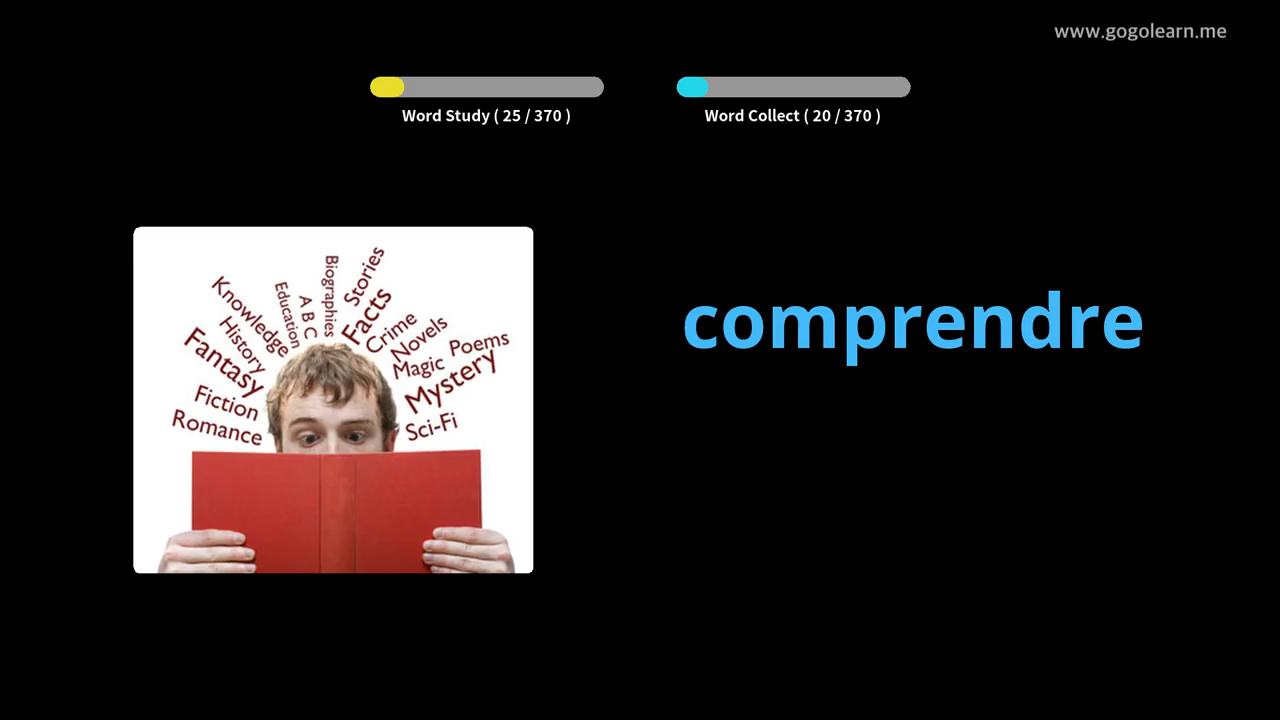 www.gogolearn.me
Word Study ( 25 / 370 )
Word Collect ( 20 / 370 )
comprendre
Biographies
Stories
Education
A B C
Facts
Knowledge
Crime
History
Novels
Poems
Fantasy
Magic
Mystery
Fiction
Romance
Sci-Fi